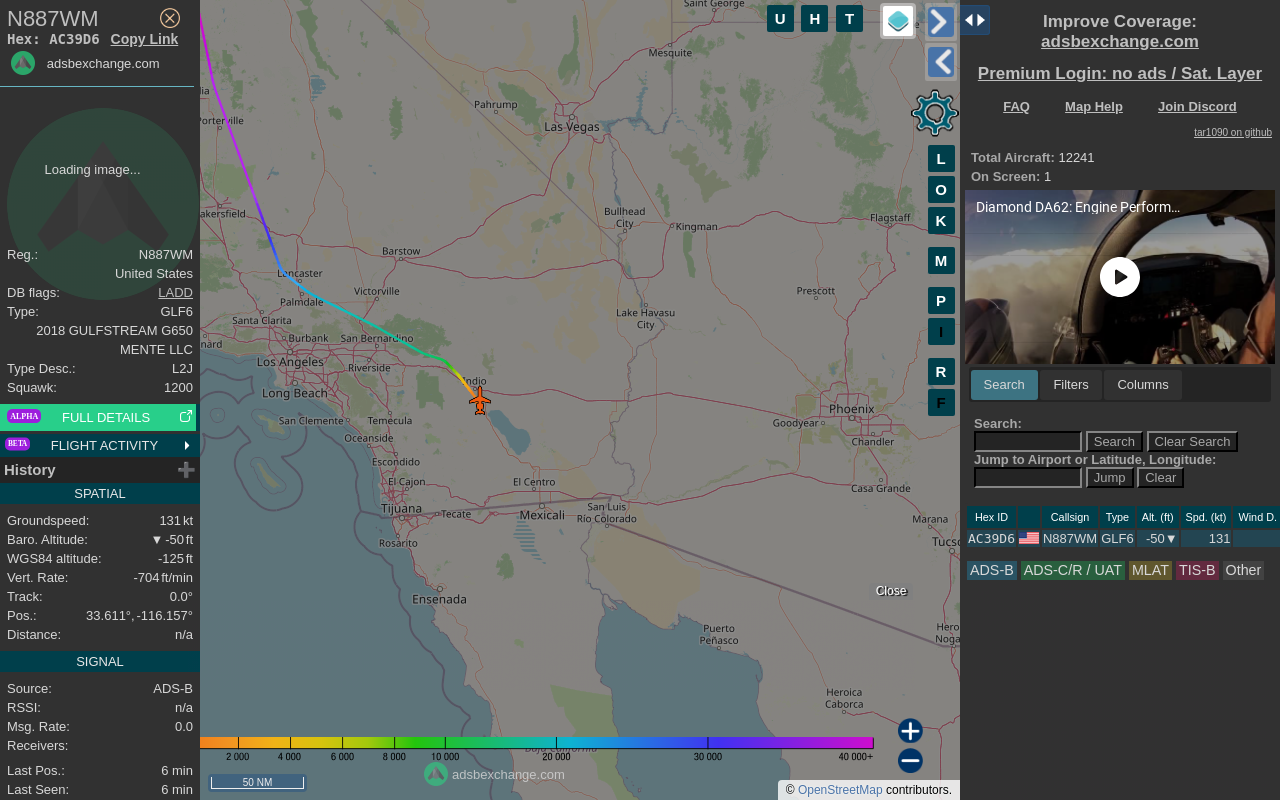 N887WM
Hex: AC39D6 Copy Link
adsbexchange.com
Loading image...
Reg.: N887WM
United States
DB flags: LADD
Type: GLF6
2018 GULFSTREAM G650
MENTE LLC
Type Desc.: L2J
Squawk: 1200
ALPHA FULL DETAILS
BETA FLIGHT ACTIVITY
History
SPATIAL
Groundspeed: 131 kt
Baro. Altitude: ▼ -50 ft
WGS84 altitude: -125 ft
Vert. Rate: -704 ft/min
Track: 0.0°
Pos.: 33.611°, -116.157°
Distance: n/a
SIGNAL
Source: ADS-B
RSSI: n/a
Msg. Rate: 0.0
Receivers:
Last Pos.: 6 min
Last Seen: 6 min
Saint George
Mesquite
Pahrump
Las Vegas
Porterville
akersfield
Bullhead
City
Kingman
Flagstaff
Barstow
Lancaster
Victorville
Palmdale
Prescott
Lake Havasu
City
Santa Clarita
Burbank
San Bernardino
nard
Los Angeles
Riverside
Indio
Long Beach
Phoenix
San Clemente
Temecula
Goodyear
Oceanside
Chandler
Escondido
El Cajon
El Centro
Casa Grande
Tijuana
Tecate
Mexicali
San Luis
Río Colorado
Marana
Rosarito
Tucso
Close
Ensenada
Puerto
Peñasco
Hero
Noga
Heroica
Caborca
Baja California
2 000 4 000 6 000 8 000 10 000 20 000 30 000 40 000+
adsbexchange.com
50 NM
© OpenStreetMap contributors.
U H T
L
O
K
M
P
I
R
F
Improve Coverage:
adsbexchange.com
Premium Login: no ads / Sat. Layer
FAQ Map Help Join Discord
tar1090 on github
Total Aircraft: 12241
On Screen: 1
Diamond DA62: Engine Perform…
Search Filters Columns
Search:
Search Clear Search
Jump to Airport or Latitude, Longitude:
Jump Clear
Hex ID Callsign Type Alt. (ft) Spd. (kt) Wind D.
AC39D6 N887WM GLF6 -50▼ 131
ADS-B ADS-C/R / UAT MLAT TIS-B Other